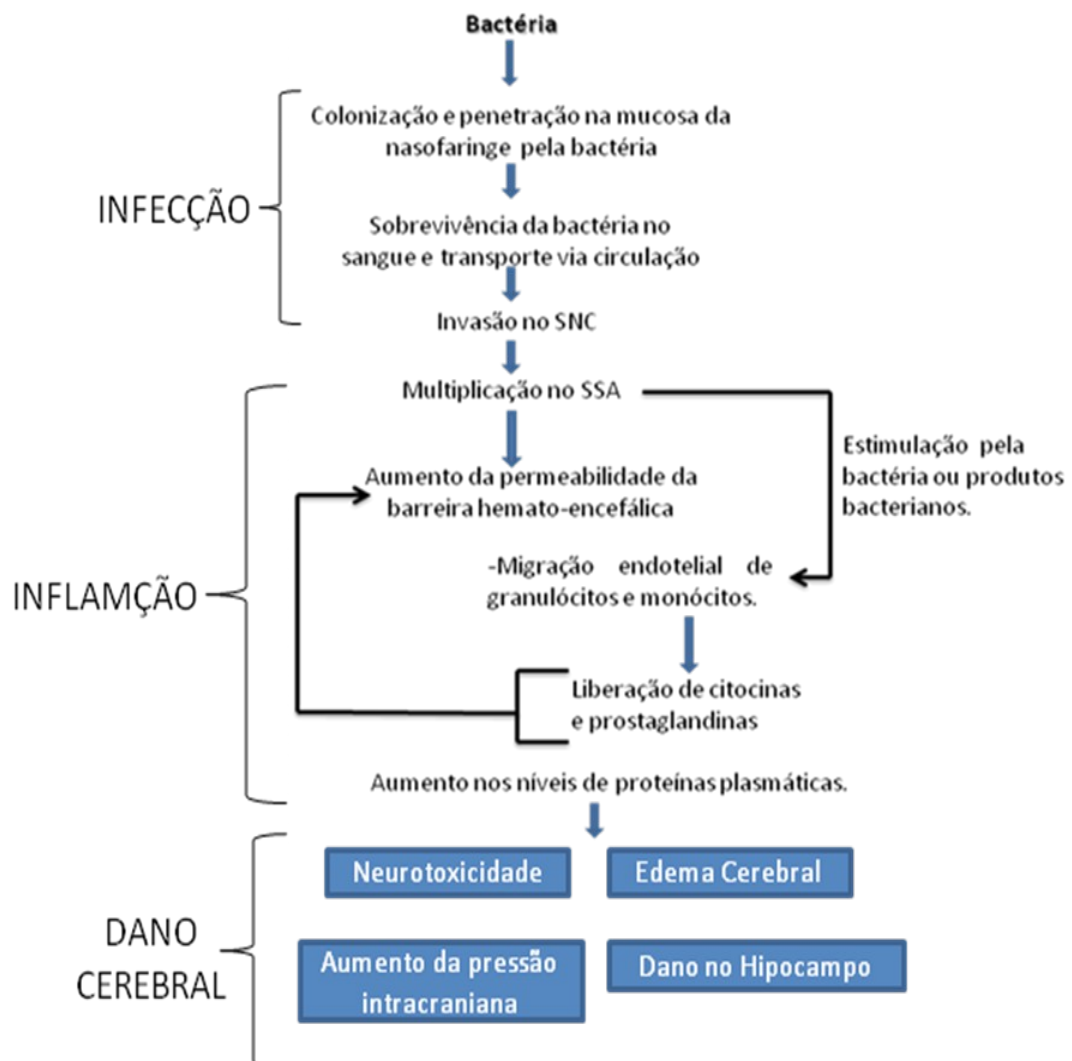 Bactéria
Colonização e penetração na mucosa da
nasofaringe pela bactéria
INFECÇÃO
Sobrevivência da bactéria no
sangue e transporte via circulação
Invasão no SNC
Multiplicação no SSA
Estimulação pela
bactéria ou produtos
bacterianos.
Aumento da permeabilidade da
barreira hemato-encefálica
-Migração endotelial de
granulócitos e monócitos.
INFLAMÇÃO
Liberação de citocinas
e prostaglandinas
Aumento nos níveis de proteínas plasmáticas.
Neurotoxicidade
Edema Cerebral
DANO
CEREBRAL
Aumento da pressão
intracraniana
Dano no Hipocampo